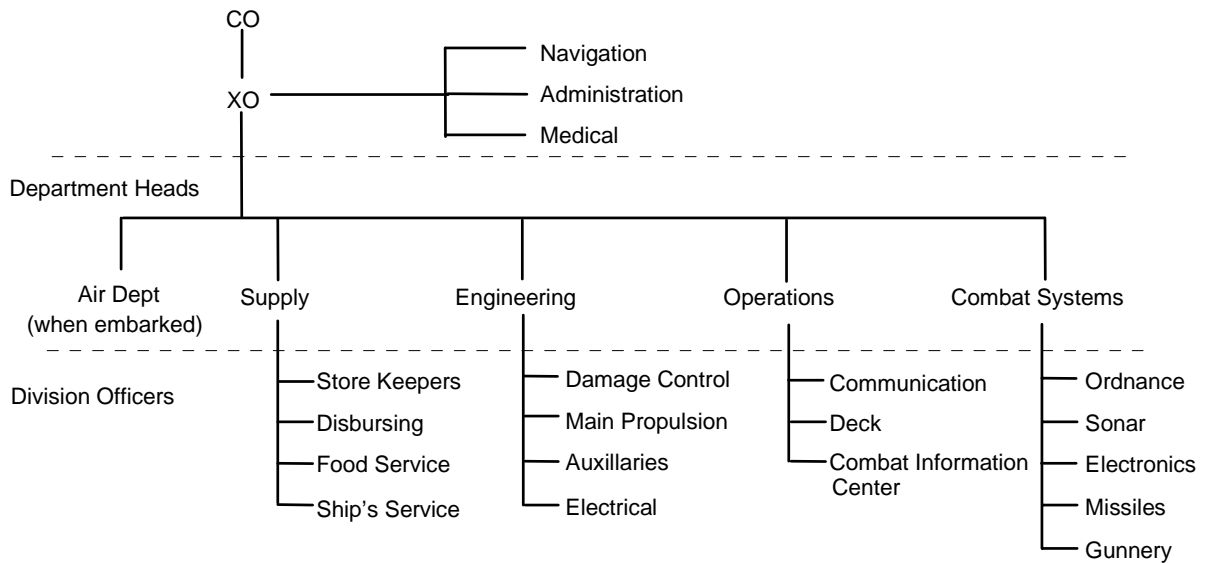 CO
XO
Navigation
Administration
Medical
Department Heads
Air Dept
(when embarked)
Supply
Engineering
Operations
Combat Systems
Division Officers
Store Keepers
Disbursing
Food Service
Ship's Service
Damage Control
Main Propulsion
Auxillaries
Electrical
Communication
Deck
Combat Information
Center
Ordnance
Sonar
Electronics
Missiles
Gunnery